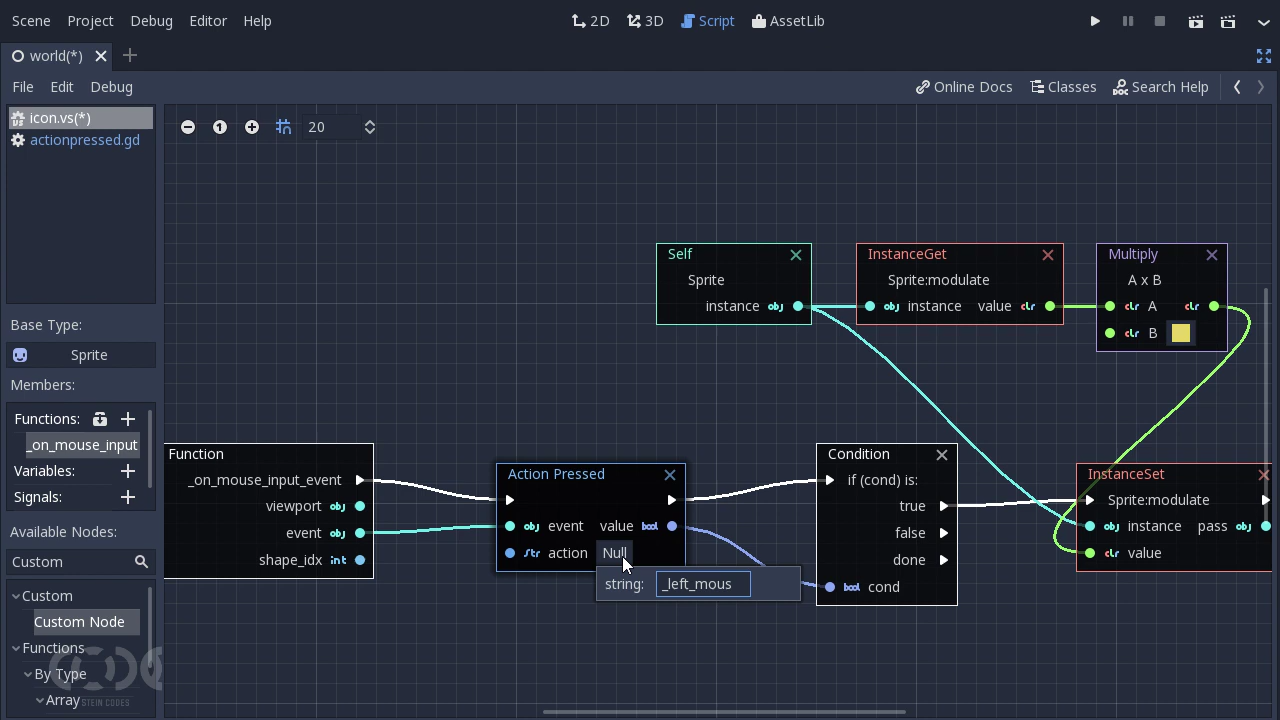 Scene Project Debug Editor Help 2D 3D Script AssetLib
world(*)
File Edit Debug Online Docs Classes Search Help
icon.vs(*)
actionpressed.gd
1 20
Base Type:
Sprite
Members:
Functions:
_on_mouse_input
Variables:
Signals:
Available Nodes:
Custom
Custom
Custom Node
Functions
By Type
Array
STEIN CODES
Self
Sprite
instance obj
InstanceGet
Sprite:modulate
obj instance value clr
Multiply
A x B
clr A clr
clr B
Function
_on_mouse_input_event
viewport obj
event obj
shape_idx int
Action Pressed
obj event value bool
str action Null
string: _left_mous
Condition
if (cond) is:
true
false
done
bool cond
InstanceSet
Sprite:modulate
obj instance pass obj
clr value